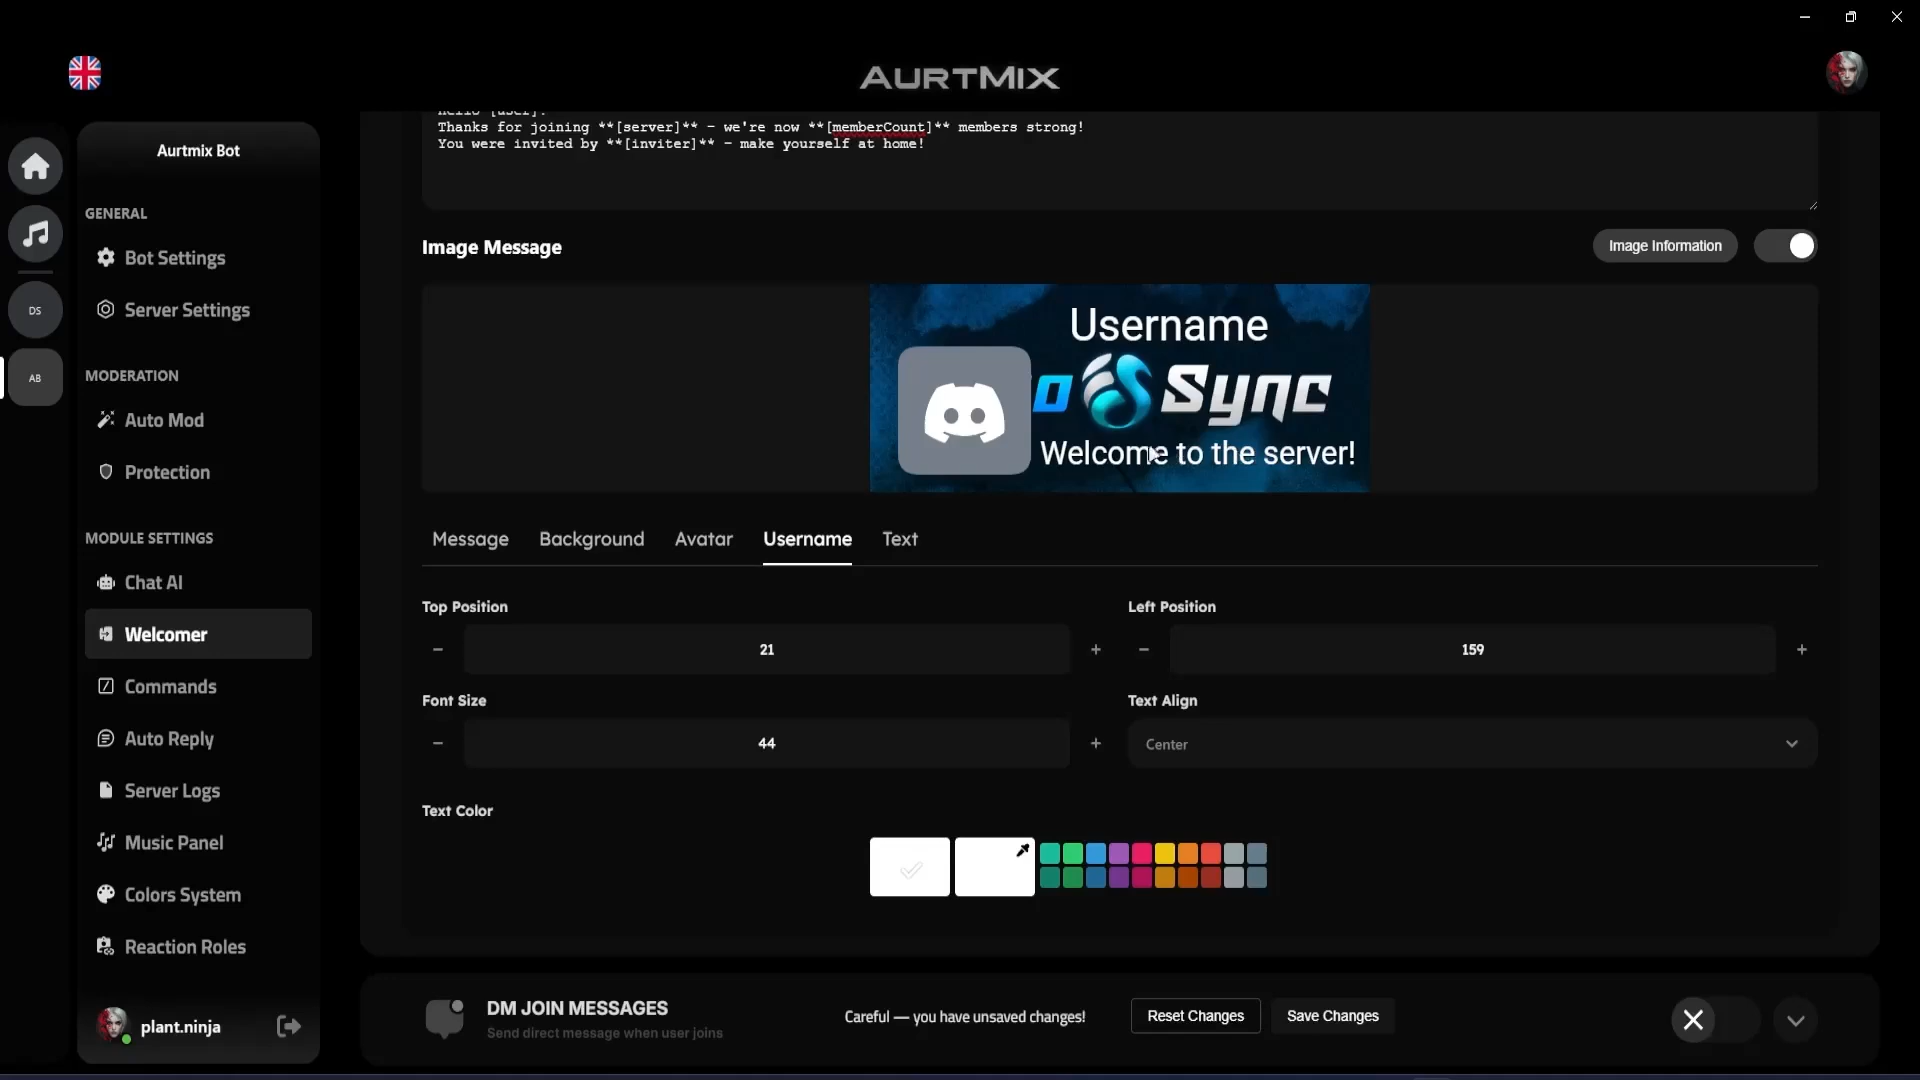 AURTMIX
Aurtmix Bot
GENERAL
Bot Settings
Server Settings
MODERATION
Auto Mod
Protection
MODULE SETTINGS
Chat AI
Welcomer
Commands
Auto Reply
Server Logs
Music Panel
Colors System
Reaction Roles
plant.ninja
DS
AB
Hello [user]!
Thanks for joining **[server]** - we're now **[memberCount]** members strong!
You were invited by **[inviter]** - make yourself at home!
Image Message
Image Information
Username
o Sync
Welcome to the server!
Message Background Avatar Username Text
Top Position
Left Position
- 21 +
- 159 +
Font Size
Text Align
- 44 +
Center
Text Color
DM JOIN MESSAGES
Send direct message when user joins
Careful — you have unsaved changes!
Reset Changes
Save Changes